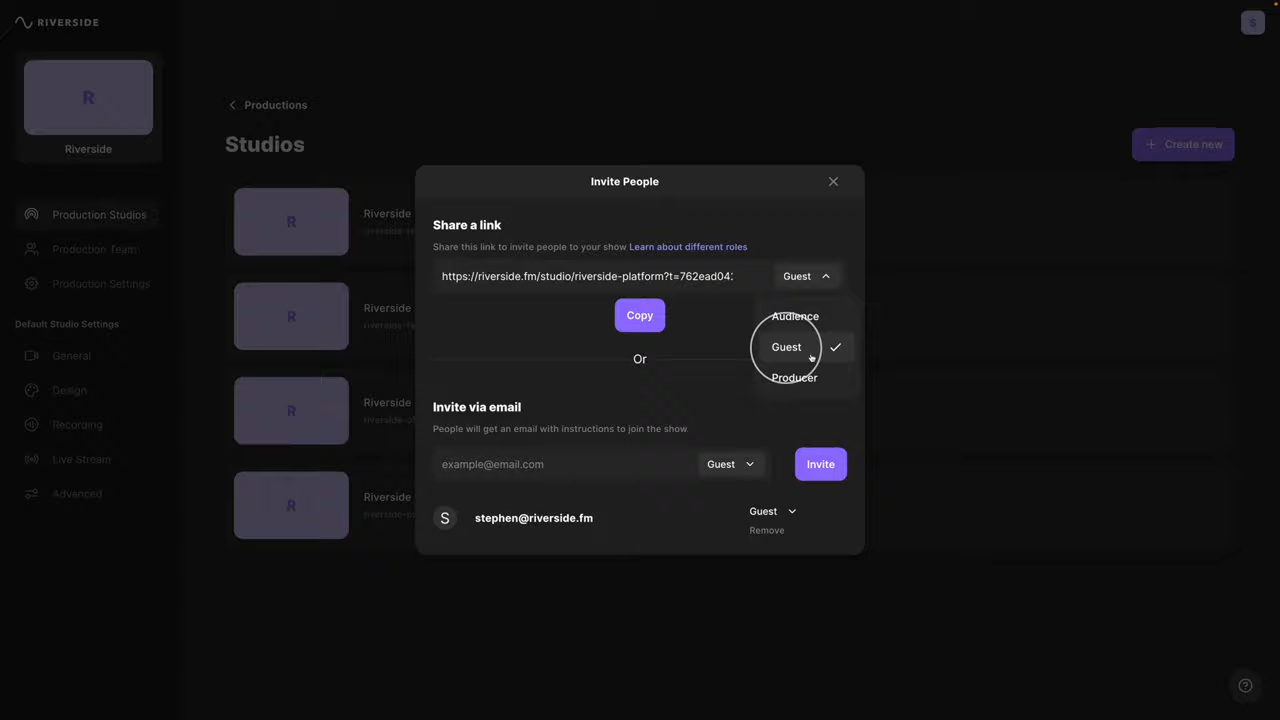 RIVERSIDE
S
R
Riverside
Productions
Studios
+ Create new
Production Studios
Production Team
Production Settings
Default Studio Settings
General
Design
Recording
Live Stream
Advanced
R
Riverside
R
Riverside
R
Riverside
R
Riverside
Invite People
Share a link
Share this link to invite people to your show Learn about different roles
https://riverside.fm/studio/riverside-platform?t=762ead04
Guest
Copy
Audience
Guest
Producer
Or
Invite via email
People will get an email with instructions to join the show.
example@email.com
Guest
Invite
S
stephen@riverside.fm
Guest
Remove